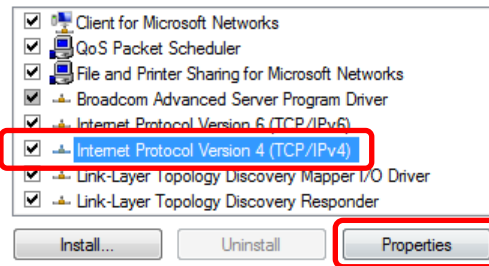 Client for Microsoft Networks
QoS Packet Scheduler
File and Printer Sharing for Microsoft Networks
Broadcom Advanced Server Program Driver
Internet Protocol Version 6 (TCP/IPv6)
Internet Protocol Version 4 (TCP/IPv4)
Link-Layer Topology Discovery Mapper I/O Driver
Link-Layer Topology Discovery Responder
Install... Uninstall Properties